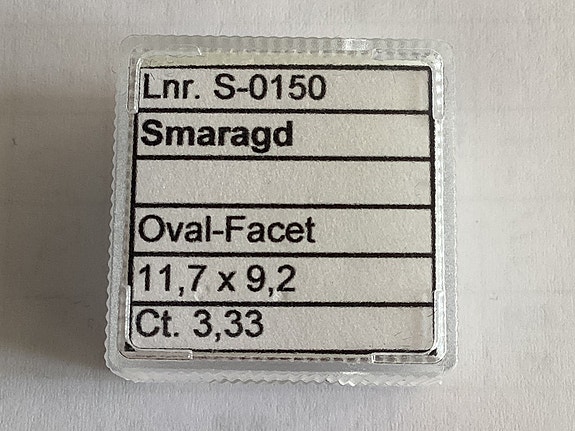 Lnr. S-0150
Smaragd
Oval-Facet
11,7 x 9,2
Ct. 3,33